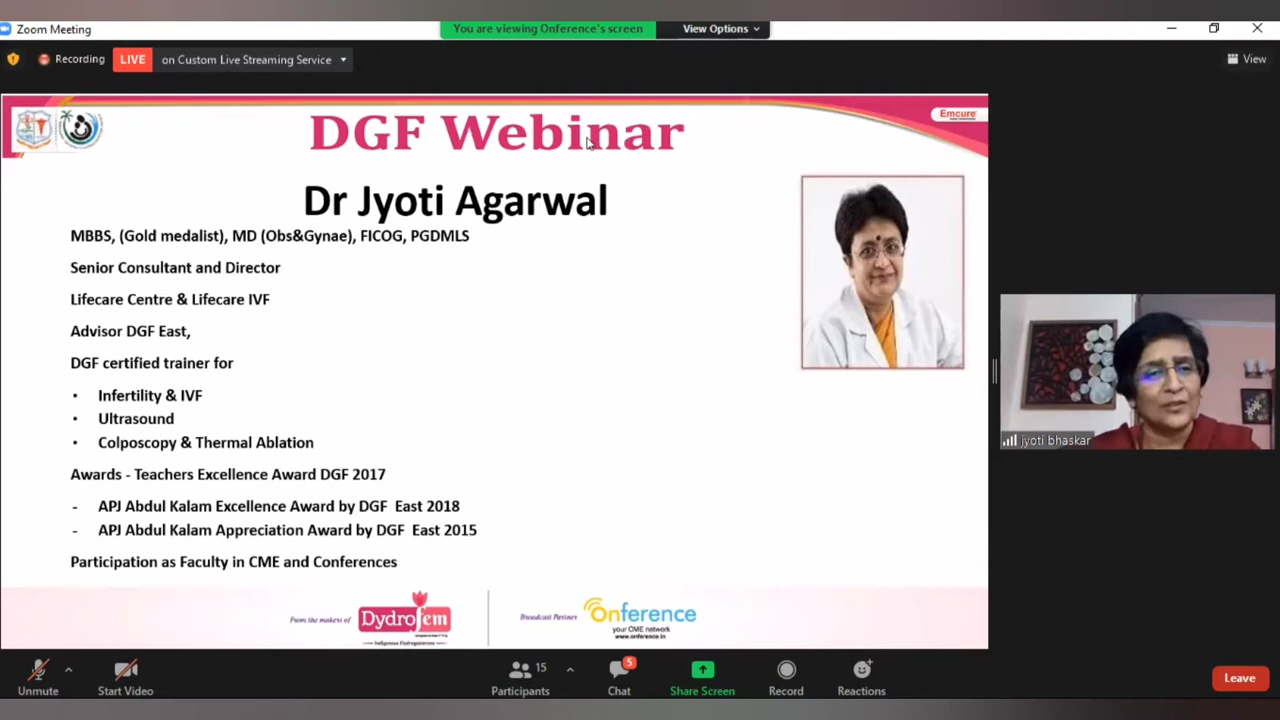 Zoom Meeting
You are viewing Onference's screen
View Options
Recording
LIVE
on Custom Live Streaming Service
View
DGF Webinar
Emcure
Dr Jyoti Agarwal
MBBS, (Gold medalist), MD (Obs&Gynae), FICOG, PGDMLS
Senior Consultant and Director
Lifecare Centre & Lifecare IVF
Advisor DGF East,
DGF certified trainer for
• Infertility & IVF
• Ultrasound
• Colposcopy & Thermal Ablation
Awards - Teachers Excellence Award DGF 2017
- APJ Abdul Kalam Excellence Award by DGF East 2018
- APJ Abdul Kalam Appreciation Award by DGF East 2015
Participation as Faculty in CME and Conferences
jyoti bhaskar
From the makers of
Dydrofem
Indigenous Dydrogesterone
Broadcast Partner
Onference
your CME network
www.onference.in
Unmute
Start Video
Participants
15
Chat
5
Share Screen
Record
Reactions
Leave